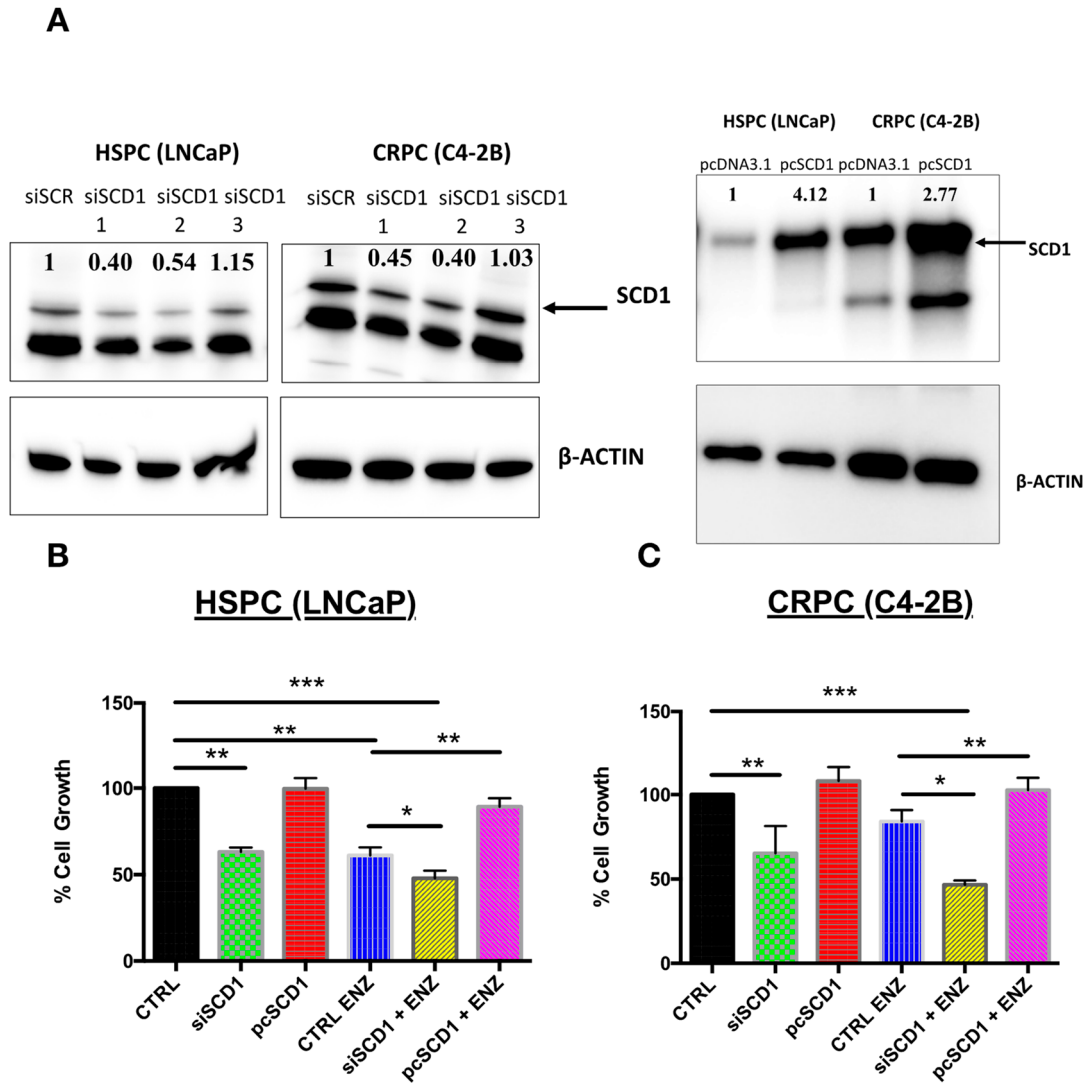 A
HSPC (LNCaP)
CRPC (C4-2B)
siSCR siSCD1 siSCD1 siSCD1
1 2 3
siSCR siSCD1 siSCD1 siSCD1
1 2 3
1 0.40 0.54 1.15
1 0.45 0.40 1.03
SCD1
β-ACTIN
HSPC (LNCaP) CRPC (C4-2B)
pcDNA3.1 pcSCD1 pcDNA3.1 pcSCD1
1 4.12 1 2.77
SCD1
β-ACTIN
B
HSPC (LNCaP)
% Cell Growth
150
100
50
0
***
**
**
**
*
CTRL
siSCD1
pcSCD1
CTRL ENZ
siSCD1 + ENZ
pcSCD1 + ENZ
C
CRPC (C4-2B)
% Cell Growth
150
100
50
0
***
**
**
*
CTRL
siSCD1
pcSCD1
CTRL ENZ
siSCD1 + ENZ
pcSCD1 + ENZ